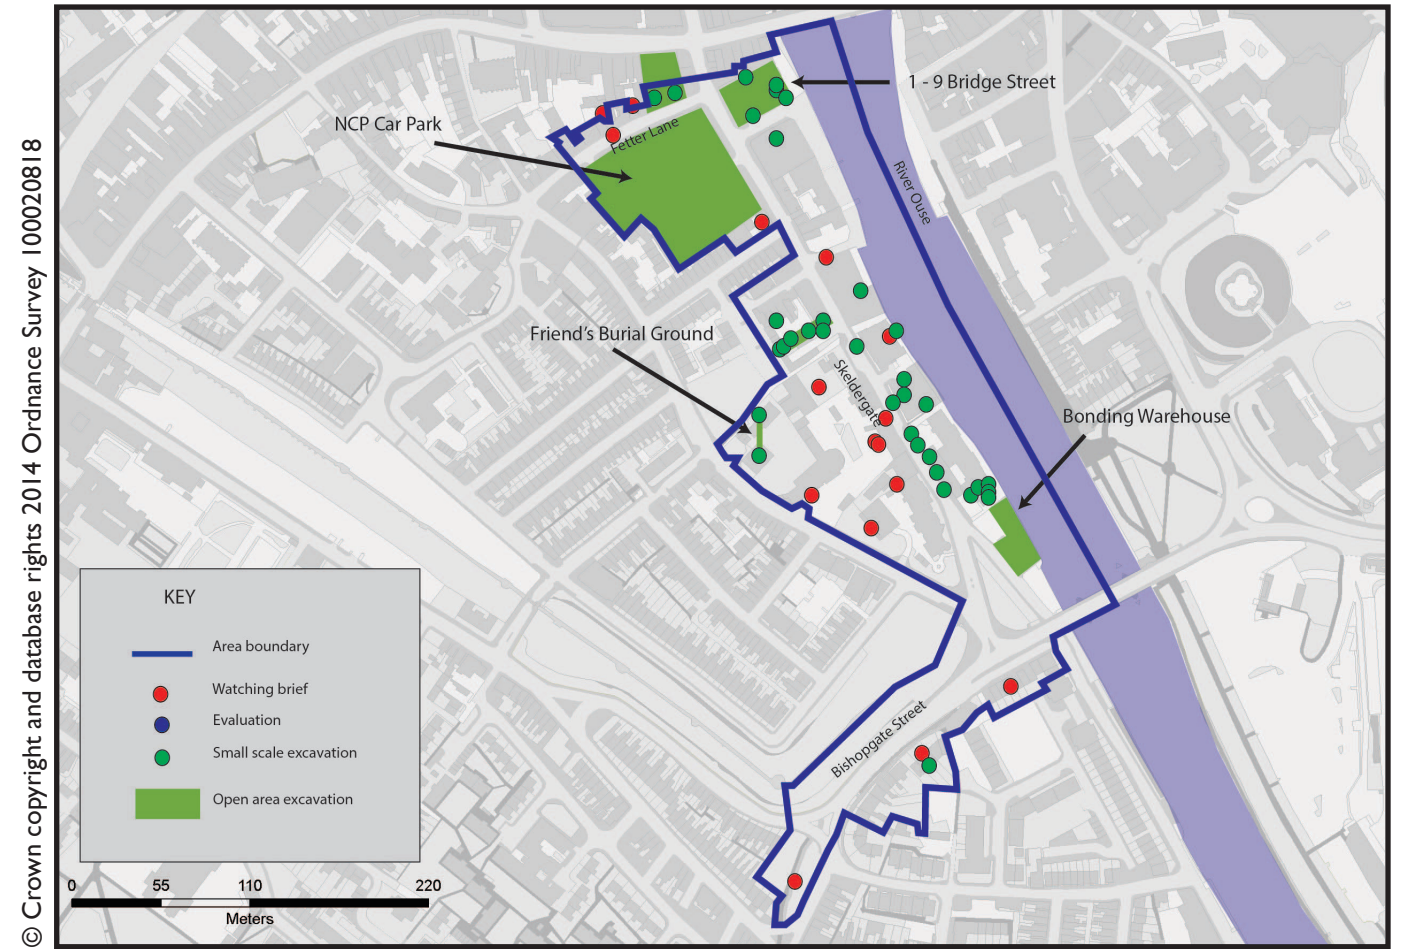 © Crown copyright and database rights 2014 Ordnance Survey 100020818
1 - 9 Bridge Street
NCP Car Park
Fetter Lane
River Ouse
Friend's Burial Ground
Skeldergate
Bonding Warehouse
KEY
Area boundary
Watching brief
Evaluation
Small scale excavation
Open area excavation
Bishopgate Street
0 55 110 220
Meters